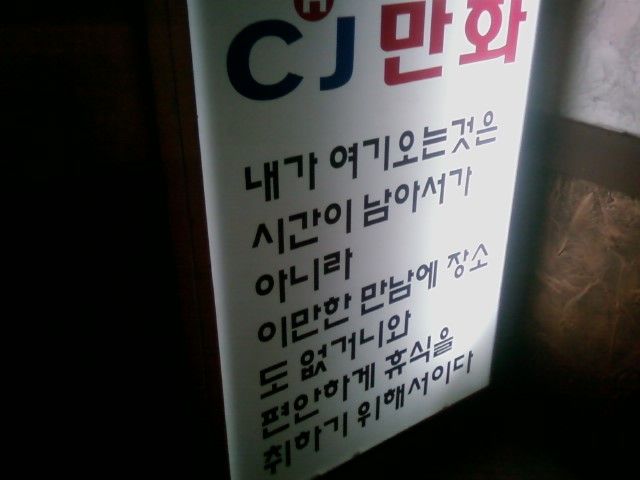 CJ 만화
내가 여기오는것은
시간이 남아서가
아니라
이만한 만남에 장소
도 없거니와
편안하게 휴식을
취하기 위해서이다